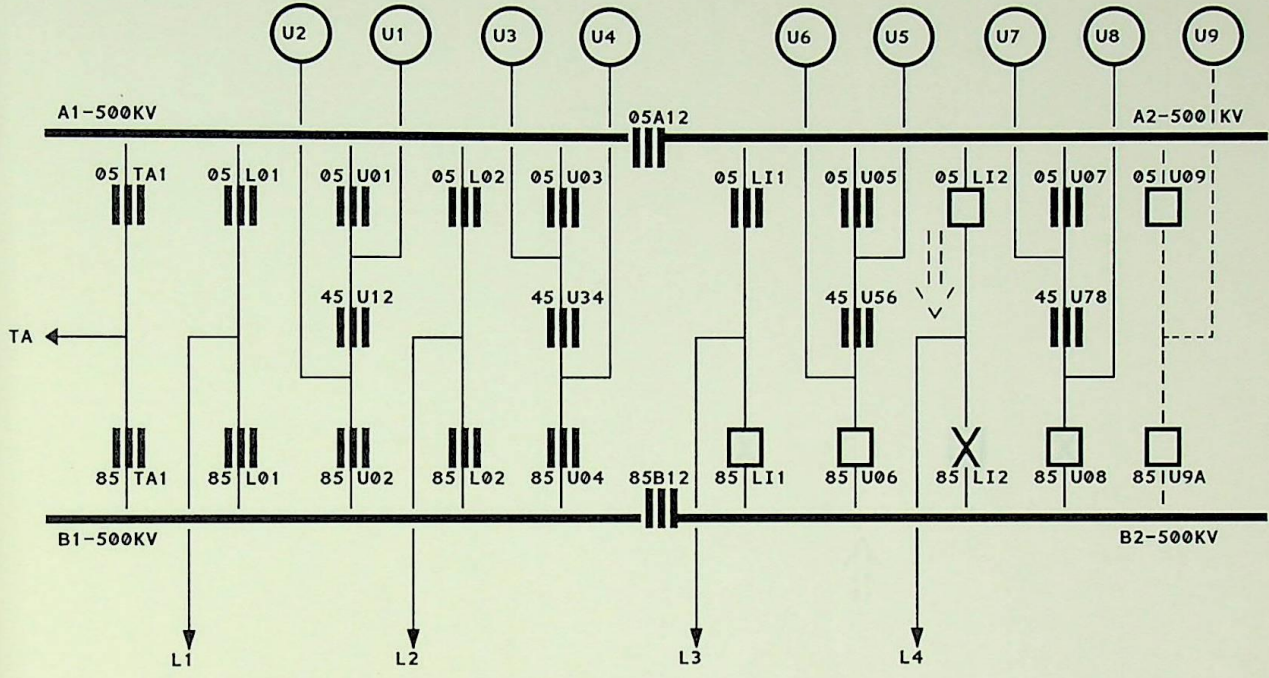 U2 U1 U3 U4 U6 U5 U7 U8 U9
A1-500KV 05A12 A2-500 KV
05 TA1 05 L01 05 U01 05 L02 05 U03 05 LI1 05 U05 05 LI2 05 U07 05 U09
45 U12 45 U34 45 U56 45 U78
TA
85 TA1 85 L01 85 U02 85 L02 85 U04 85B12 85 LI1 85 U06 85 LI2 85 U08 85 U9A
B1-500KV B2-500KV
L1 L2 L3 L4